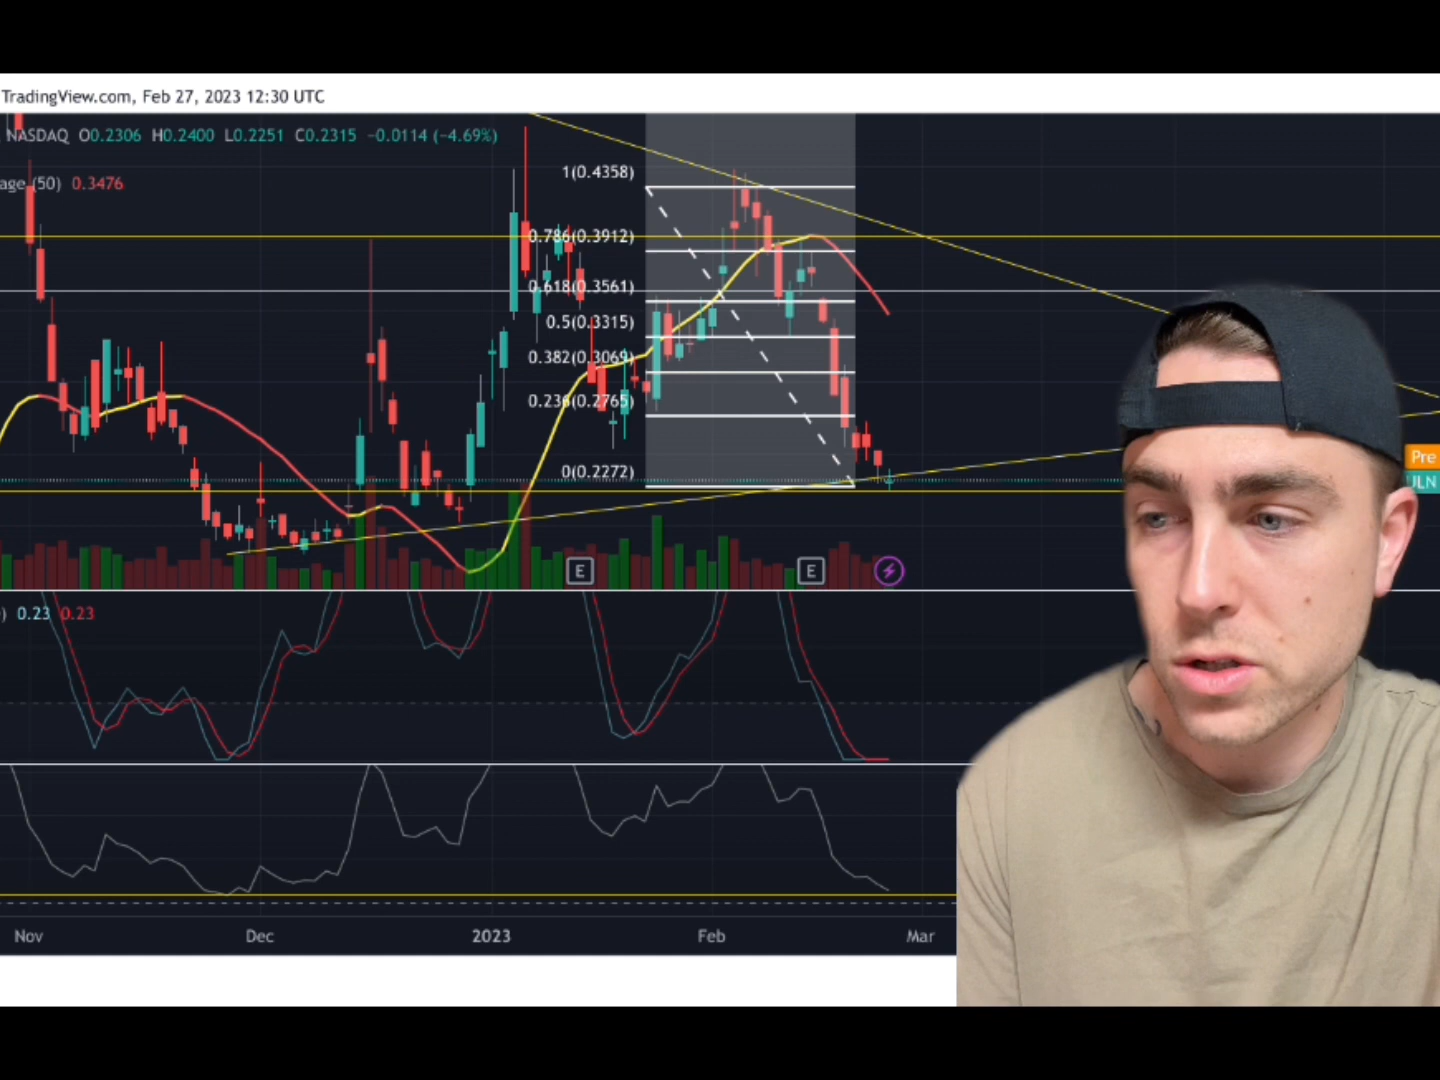 TradingView.com, Feb 27, 2023 12:30 UTC
NASDAQ O0.2306 H0.2400 L0.2251 C0.2315 −0.0114 (−4.69%)
age (50) 0.3476
1(0.4358)
0.786(0.3912)
0.618(0.3561)
0.5(0.3315)
0.382(0.3069)
0.236(0.2765)
0(0.2272)
Pre
JLN
E
E
) 0.23 0.23
Nov Dec 2023 Feb Mar